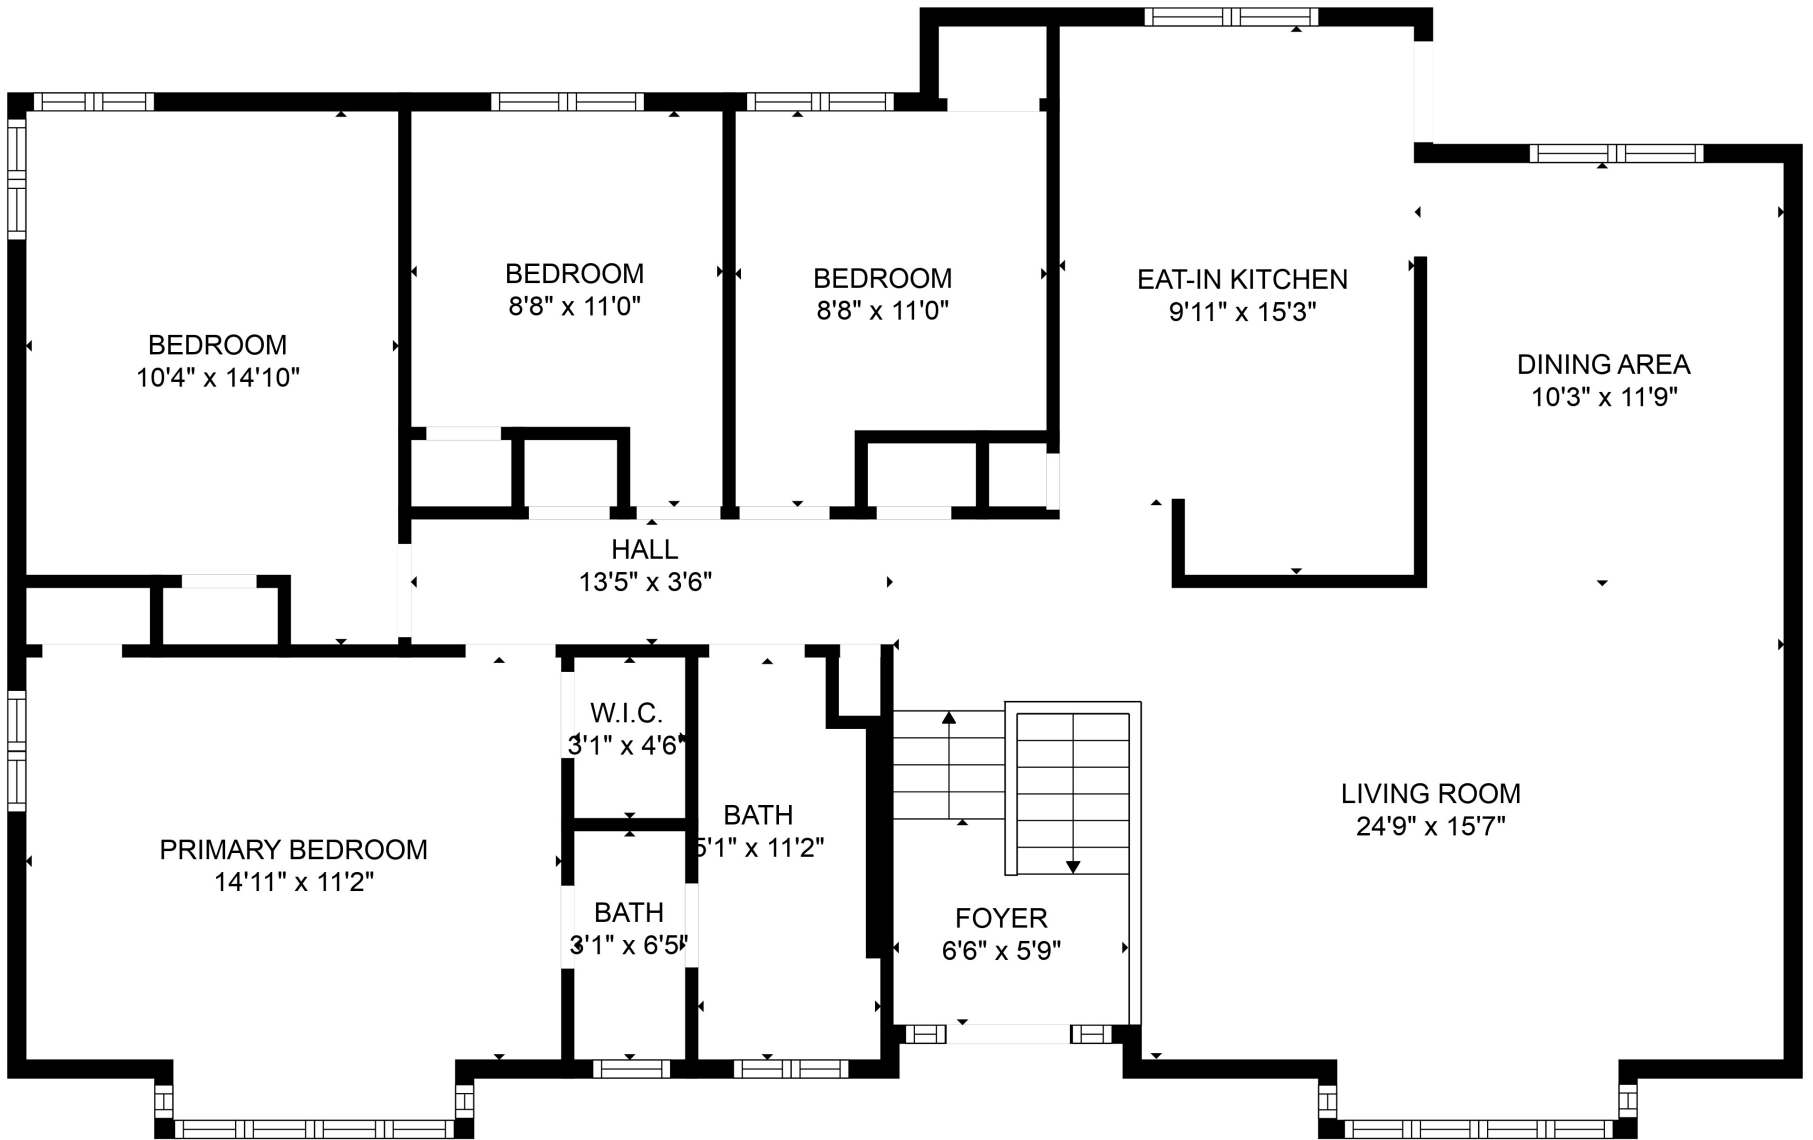 BEDROOM
10'4" x 14'10"
BEDROOM
8'8" x 11'0"
BEDROOM
8'8" x 11'0"
EAT-IN KITCHEN
9'11" x 15'3"
DINING AREA
10'3" x 11'9"
HALL
13'5" x 3'6"
W.I.C.
3'1" x 4'6"
PRIMARY BEDROOM
14'11" x 11'2"
BATH
5'1" x 11'2"
BATH
3'1" x 6'5"
FOYER
6'6" x 5'9"
LIVING ROOM
24'9" x 15'7"